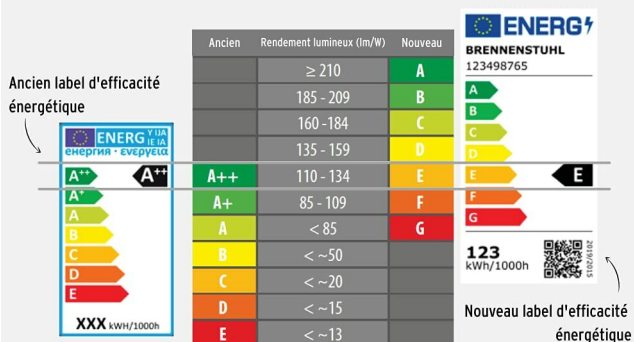 Ancien label d'efficacité
énergétique
ENERG Y IJA
IE IA
енергия · ενεργεια
A++ A++
A+
A
B
C
D
E
XXX kWH/1000h
Ancien Rendement lumineux (lm/W) Nouveau
≥ 210 A
185 - 209 B
160 -184 C
135 - 159 D
A++ 110 - 134 E
A+ 85 - 109 F
A < 85 G
B < ~50
C < ~20
D < ~15
E < ~13
ENERG
BRENNENSTUHL
123498765
A
B
C
D
E E
F
G
123
kWh/1000h
2019/2015
Nouveau label d'efficacité
énergétique